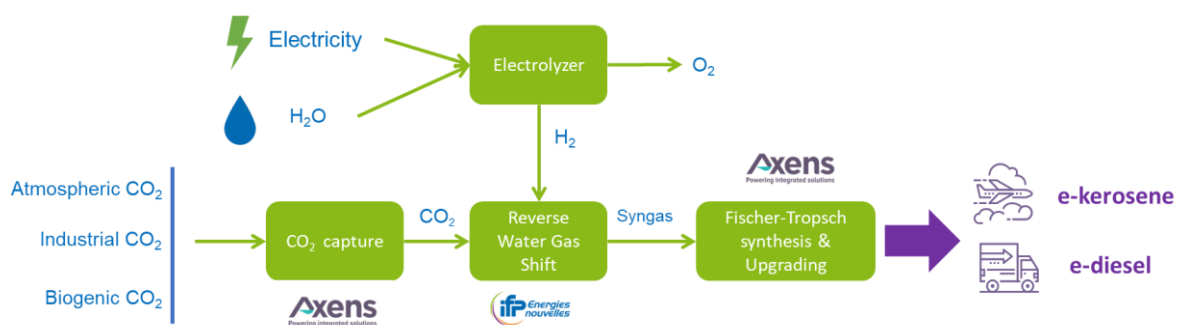 Electricity
H₂O
Electrolyzer
O₂
H₂
Atmospheric CO₂
Industrial CO₂
Biogenic CO₂
CO₂ capture
Axens
Powering integrated solutions
CO₂
Reverse
Water Gas
Shift
ifp Energies
nouvelles
Syngas
Axens
Powering integrated solutions
Fischer-Tropsch
synthesis &
Upgrading
e-kerosene
e-diesel